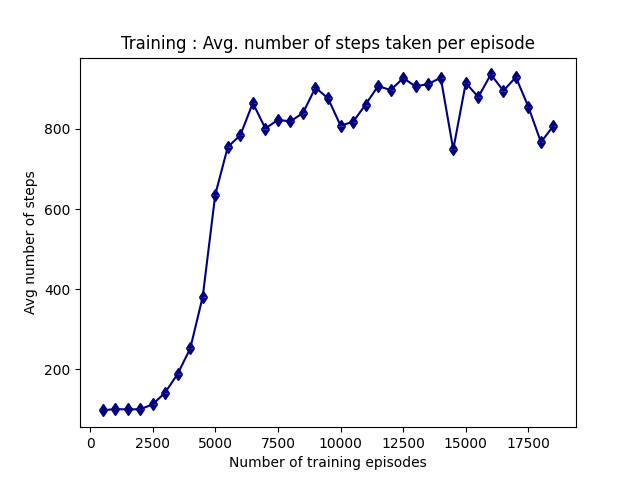 Training : Avg. number of steps taken per episode
800
600
400
200
Avg number of steps
0 2500 5000 7500 10000 12500 15000 17500
Number of training episodes